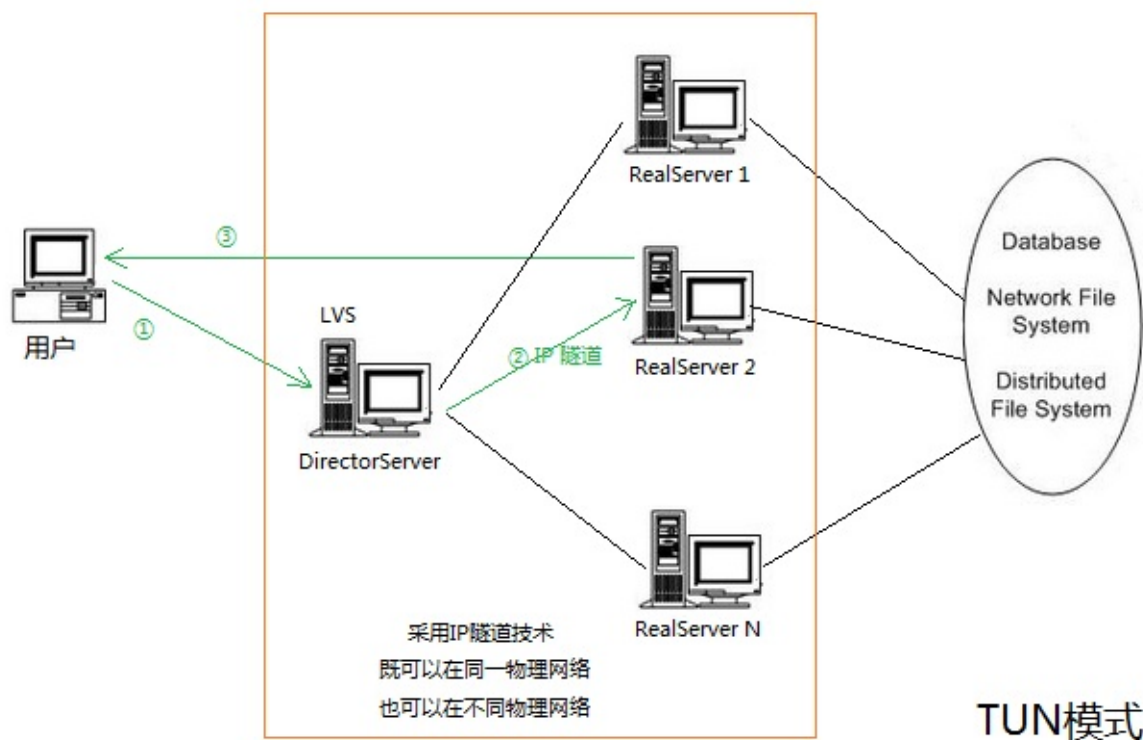 RealServer 1
③
用户
①
LVS
DirectorServer
② IP 隧道
RealServer 2
Database
Network File
System
Distributed
File System
RealServer N
采用IP隧道技术
既可以在同一物理网络
也可以在不同物理网络
TUN模式